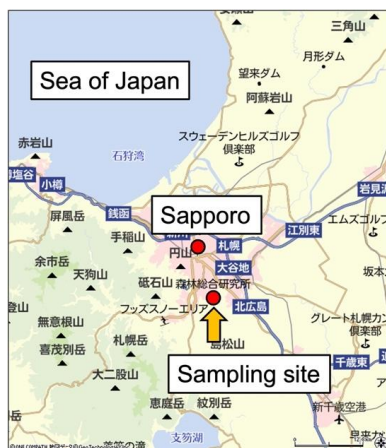 三角山
月形ダム
望来ダム
阿蘇岩山
Sea of Japan
スウェーデンヒルズゴルフ
倶楽部
赤岩山
石狩湾
小樽
銭函
岩見
屏風岳
手稲山
Sapporo
札幌
江別東
エムズゴル
余市岳
天狗山
円山
大谷地
砥石山
森林総合研究所
フッズスノーエリア
北広島
無意根山
喜茂別岳
札幌岳
島松山
グレート札幌カン
倶楽部
千歳東
大二股山
Sampling site
新千歳空港
恵庭岳
紋別岳
支笏湖